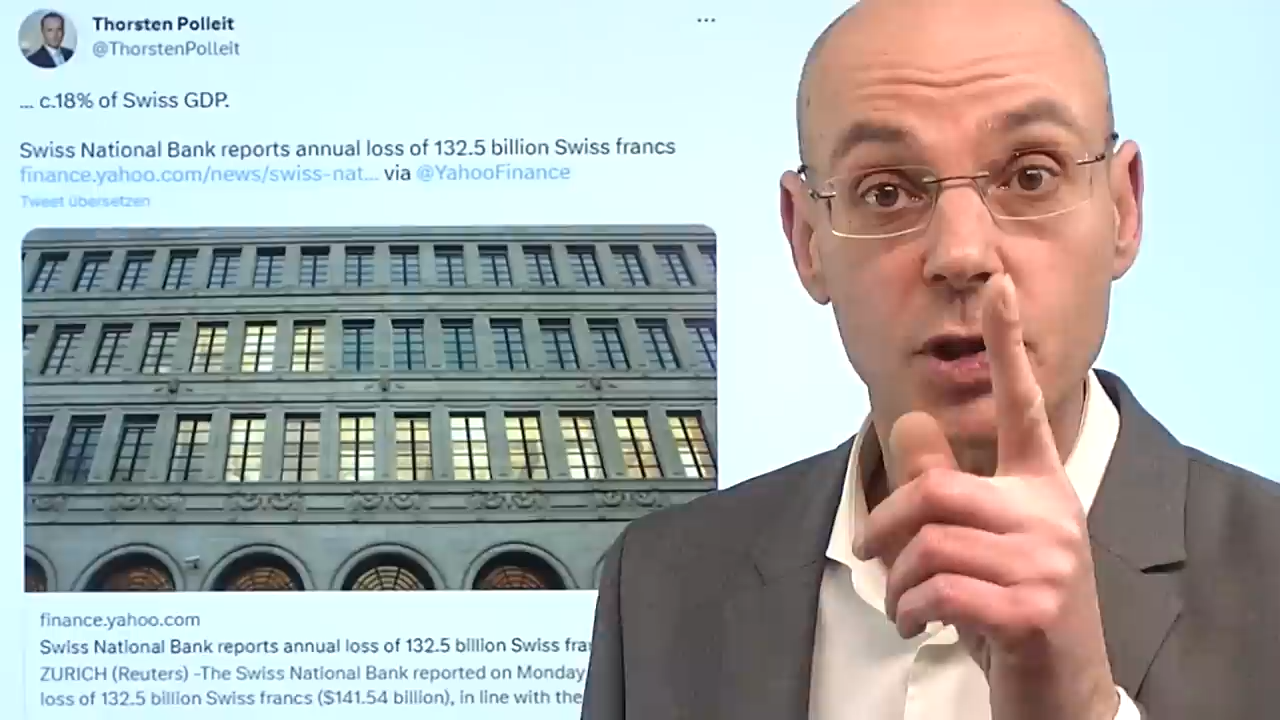 Thorsten Polleit
@ThorstenPolleit
... c.18% of Swiss GDP.
Swiss National Bank reports annual loss of 132.5 billion Swiss francs
finance.yahoo.com/news/swiss-nat... via @YahooFinance
Tweet übersetzen
finance.yahoo.com
Swiss National Bank reports annual loss of 132.5 billion Swiss
ZURICH (Reuters) -The Swiss National Bank reported on Monday
loss of 132.5 billion Swiss francs ($141.54 billion), in line with the